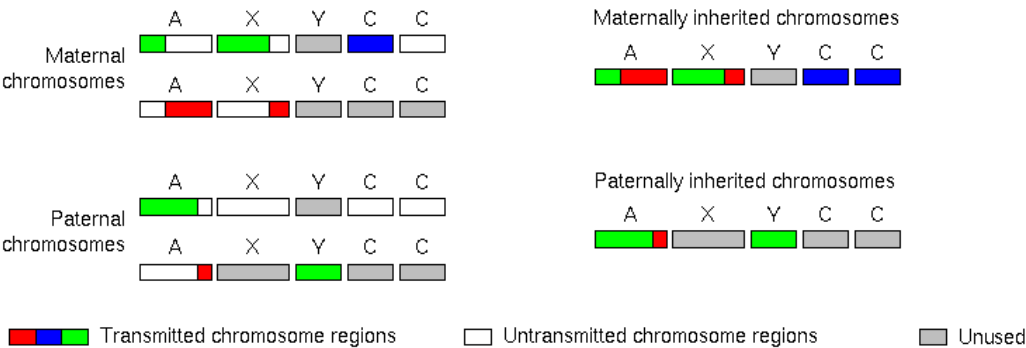 A X Y C C
Maternal
chromosomes
A X Y C C
Maternally inherited chromosomes
A X Y C C
A X Y C C
Paternal
chromosomes
A X Y C C
Paternally inherited chromosomes
A X Y C C
Transmitted chromosome regions
Untransmitted chromosome regions
Unused